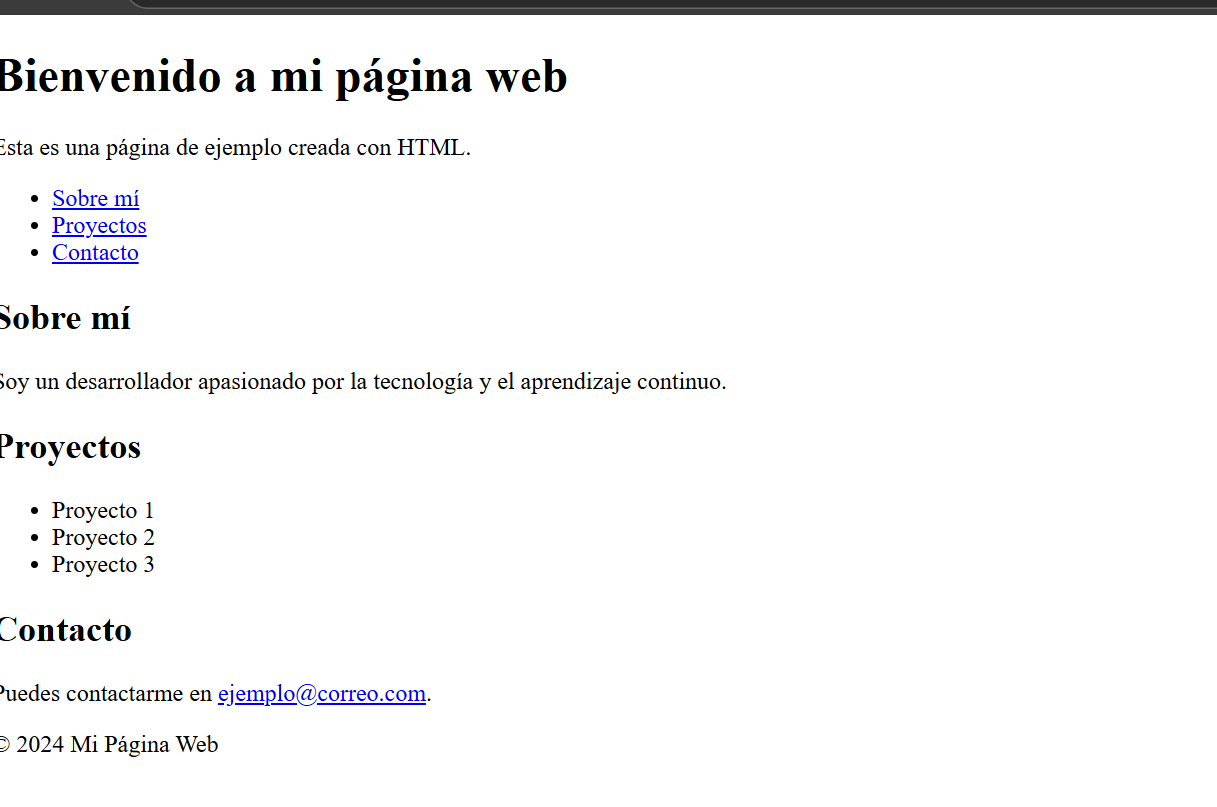 Bienvenido a mi página web
Esta es una página de ejemplo creada con HTML.
Sobre mí
Proyectos
Contacto
Sobre mí
Soy un desarrollador apasionado por la tecnología y el aprendizaje continuo.
Proyectos
Proyecto 1
Proyecto 2
Proyecto 3
Contacto
Puedes contactarme en ejemplo@correo.com.
© 2024 Mi Página Web